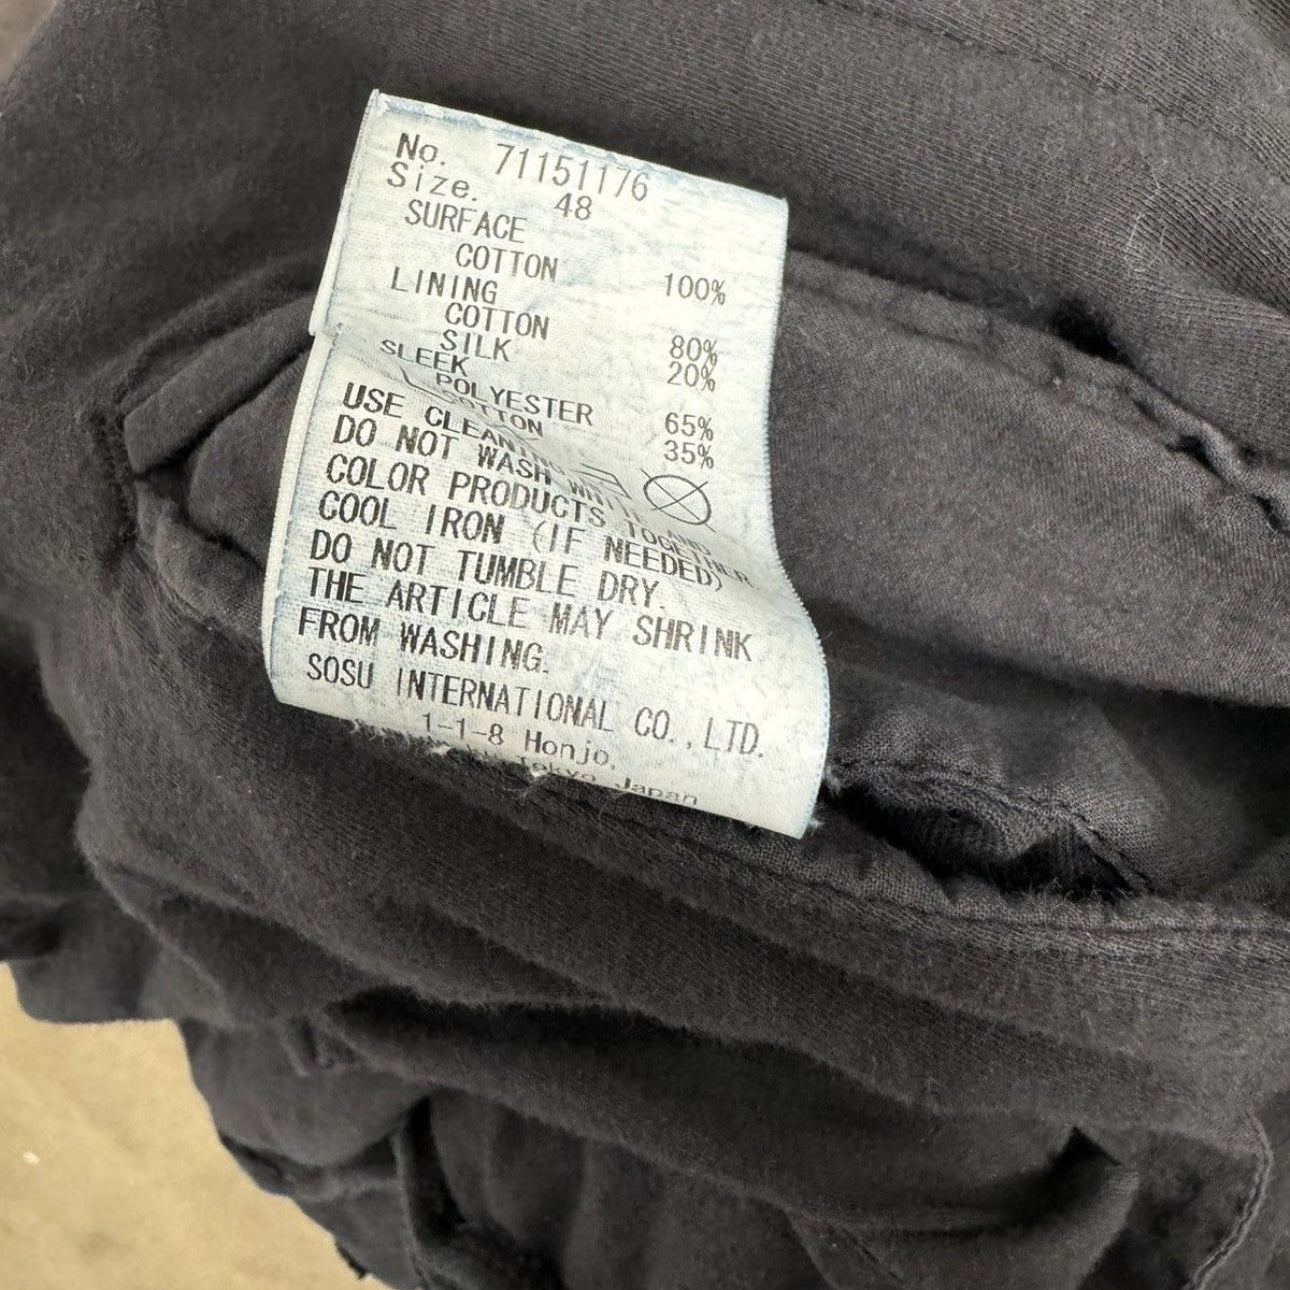 No. 71151176
Size. 48
SURFACE
COTTON 100%
LINING
COTTON 80%
SILK 20%
SLEEK
POLYESTER 65%
COTTON 35%
USE CLEANING
DO NOT WASH
COLOR PRODUCTS TOGETHER
COOL IRON (IF NEEDED)
DO NOT TUMBLE DRY.
THE ARTICLE MAY SHRINK
FROM WASHING.
SOSU INTERNATIONAL CO.,LTD.
1-1-8 Honjo,
Tokyo Japan